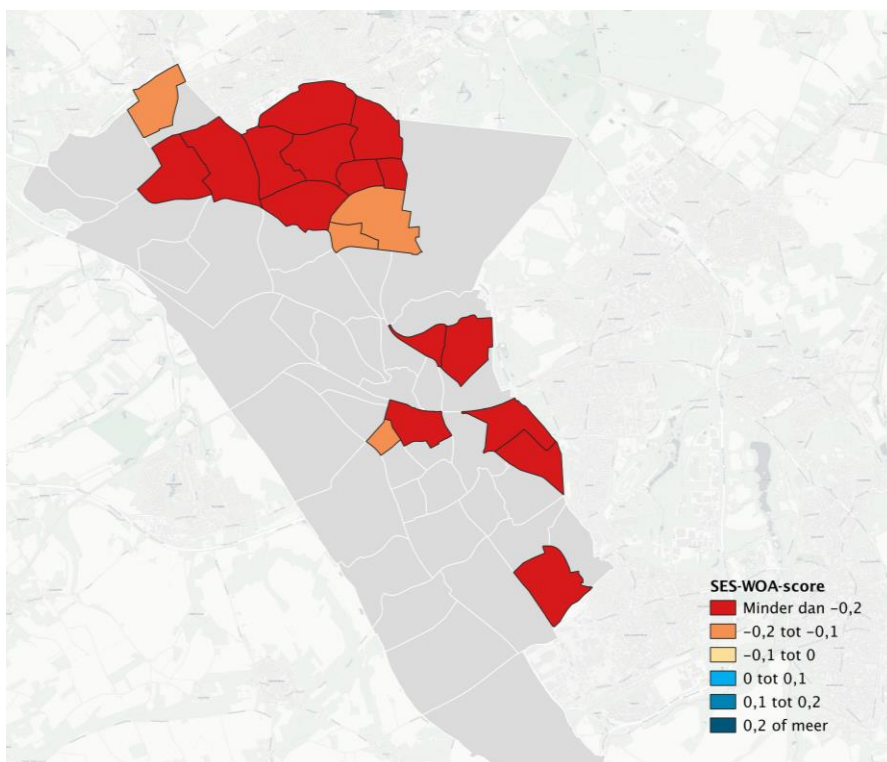 SES-WOA-score
Minder dan -0,2
-0,2 tot -0,1
-0,1 tot 0
0 tot 0,1
0,1 tot 0,2
0,2 of meer